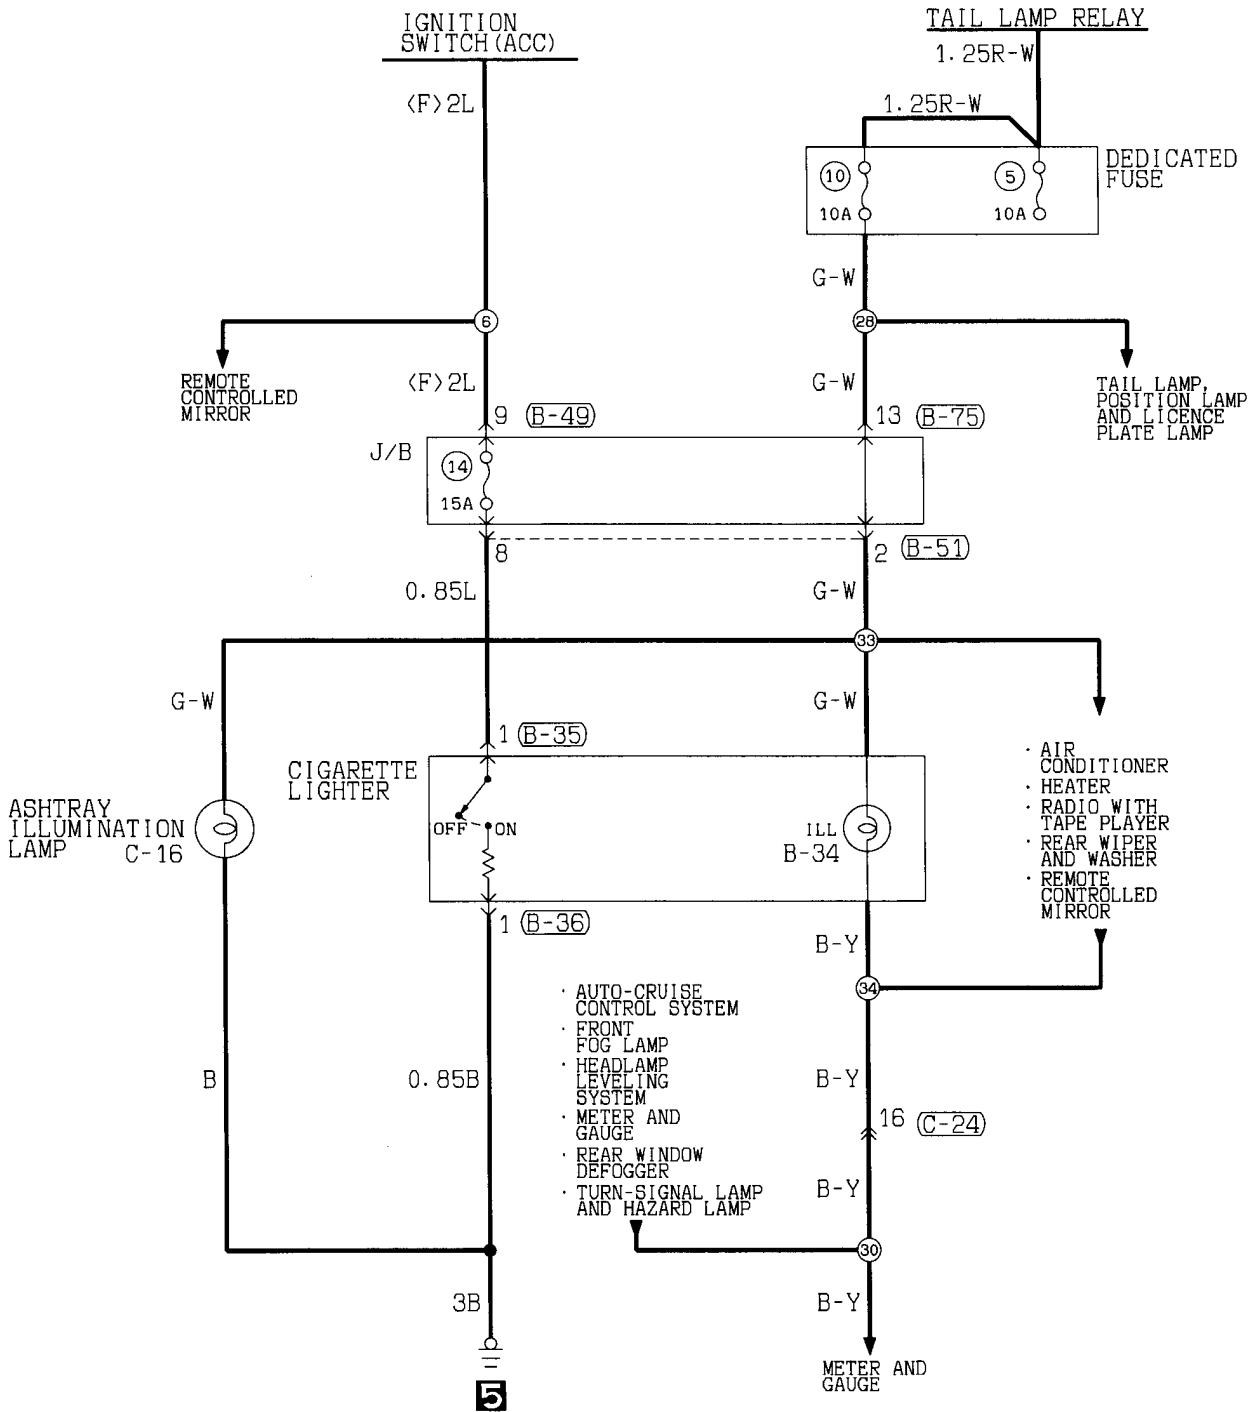 IGNITION
SWITCH(ACC)
TAIL LAMP RELAY
1.25R-W
<F>2L
1.25R-W
DEDICATED
FUSE
10
5
10A
10A
G-W
6
28
REMOTE
CONTROLLED
MIRROR
<F>2L
G-W
TAIL LAMP,
POSITION LAMP
AND LICENCE
PLATE LAMP
9
B-49
13
B-75
J/B
14
15A
8
2
B-51
0.85L
G-W
33
G-W
G-W
1
B-35
CIGARETTE
LIGHTER
· AIR
CONDITIONER
· HEATER
· RADIO WITH
TAPE PLAYER
· REAR WIPER
AND WASHER
· REMOTE
CONTROLLED
MIRROR
ASHTRAY
ILLUMINATION
LAMP
C-16
OFF
ON
ILL
B-34
1
B-36
B-Y
34
· AUTO-CRUISE
CONTROL SYSTEM
· FRONT
FOG LAMP
· HEADLAMP
LEVELING
SYSTEM
· METER AND
GAUGE
· REAR WINDOW
DEFOGGER
· TURN-SIGNAL LAMP
AND HAZARD LAMP
B
0.85B
B-Y
16
C-24
B-Y
30
3B
B-Y
METER AND
GAUGE
5